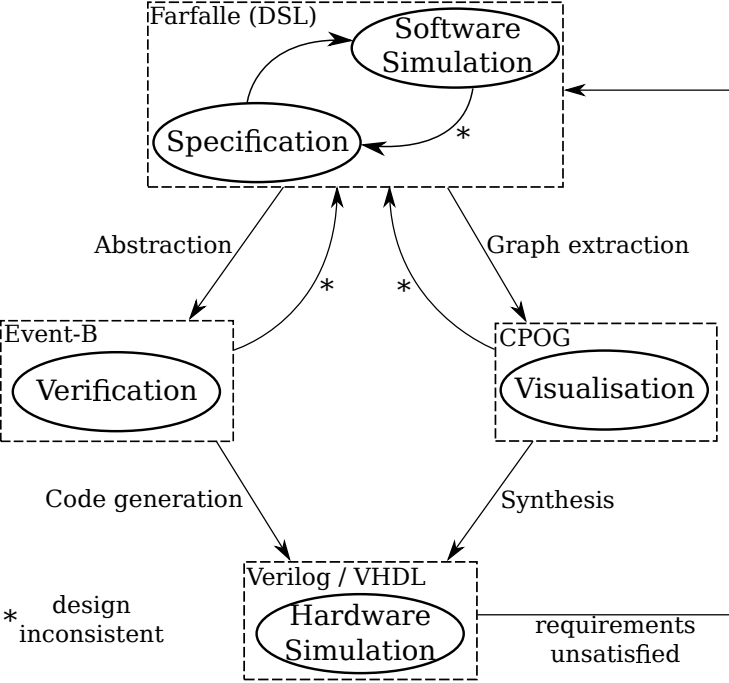 Farfalle (DSL)
Software
Simulation
Specification
*
Abstraction
Graph extraction
*
*
Event-B
CPOG
Verification
Visualisation
Code generation
Synthesis
Verilog / VHDL
Hardware
Simulation
* design
inconsistent
requirements
unsatisfied